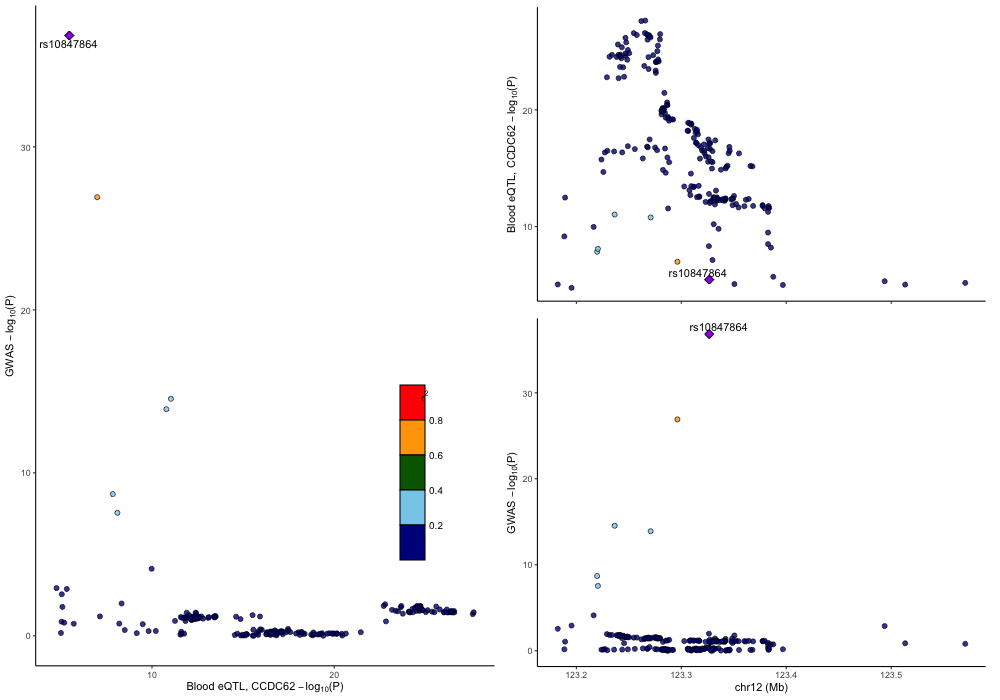 rs10847864
30
20
10
0
GWAS −log10(P)
10
20
Blood eQTL, CCDC62 −log10(P)
r2
0.8
0.6
0.4
0.2
Blood eQTL, CCDC62 −log10(P)
20
10
rs10847864
GWAS −log10(P)
rs10847864
30
20
10
0
123.2
123.3
123.4
123.5
chr12 (Mb)